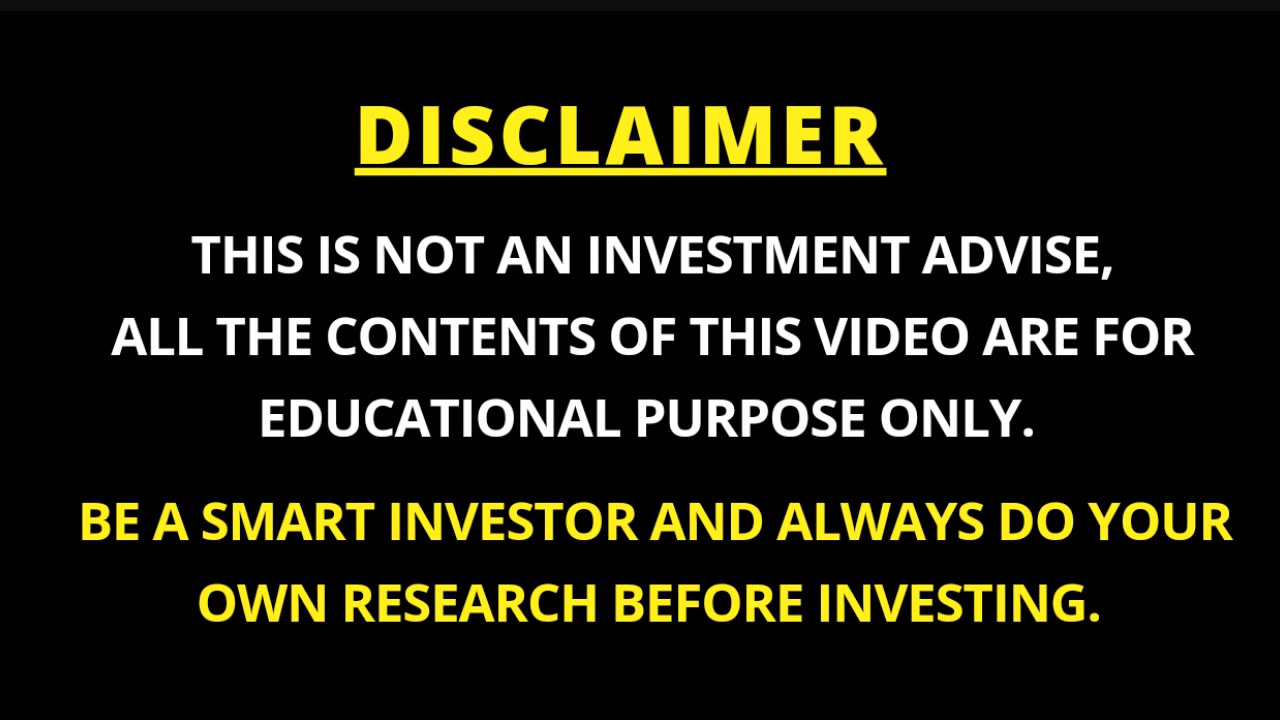 DISCLAIMER
THIS IS NOT AN INVESTMENT ADVISE,
ALL THE CONTENTS OF THIS VIDEO ARE FOR
EDUCATIONAL PURPOSE ONLY.
BE A SMART INVESTOR AND ALWAYS DO YOUR
OWN RESEARCH BEFORE INVESTING.